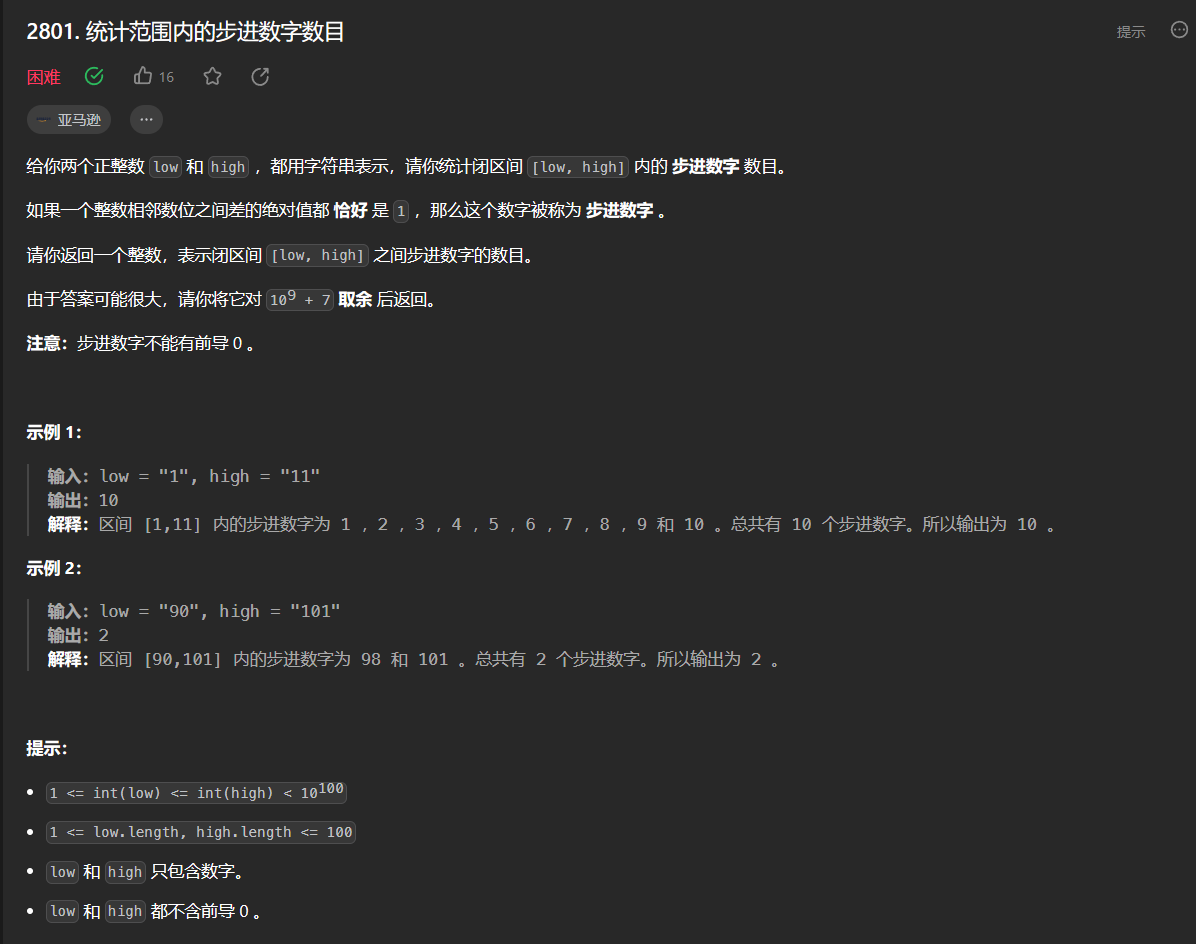 2801. 统计范围内的步进数字数目
提示
困难
16
亚马逊
给你两个正整数 low 和 high ，都用字符串表示，请你统计闭区间 [low, high] 内的 步进数字 数目。
如果一个整数相邻数位之间差的绝对值都 恰好 是 1 ，那么这个数字被称为 步进数字 。
请你返回一个整数，表示闭区间 [low, high] 之间步进数字的数目。
由于答案可能很大，请你将它对 10^9 + 7 取余 后返回。
注意：步进数字不能有前导 0 。
示例 1：
输入：low = "1", high = "11"
输出：10
解释：区间 [1,11] 内的步进数字为 1 ，2 ，3 ，4 ，5 ，6 ，7 ，8 ，9 和 10 。总共有 10 个步进数字。所以输出为 10 。
示例 2：
输入：low = "90", high = "101"
输出：2
解释：区间 [90,101] 内的步进数字为 98 和 101 。总共有 2 个步进数字。所以输出为 2 。
提示：
• 1 <= int(low) <= int(high) < 10^100
• 1 <= low.length, high.length <= 100
• low 和 high 只包含数字。
• low 和 high 都不含前导 0 。